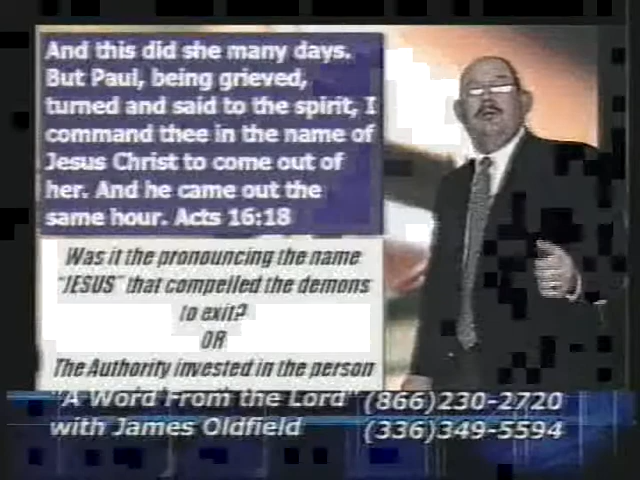 And this did she many days.
But Paul, being grieved,
turned and said to the spirit, I
command thee in the name of
Jesus Christ to come out of
her. And he came out the
same hour. Acts 16:18
Was it the pronouncing the name
"JESUS" that compelled the demons
to exit?
OR
The Authority invested in the person
"A Word From the Lord" (866)230-2720
with James Oldfield (336)349-5594